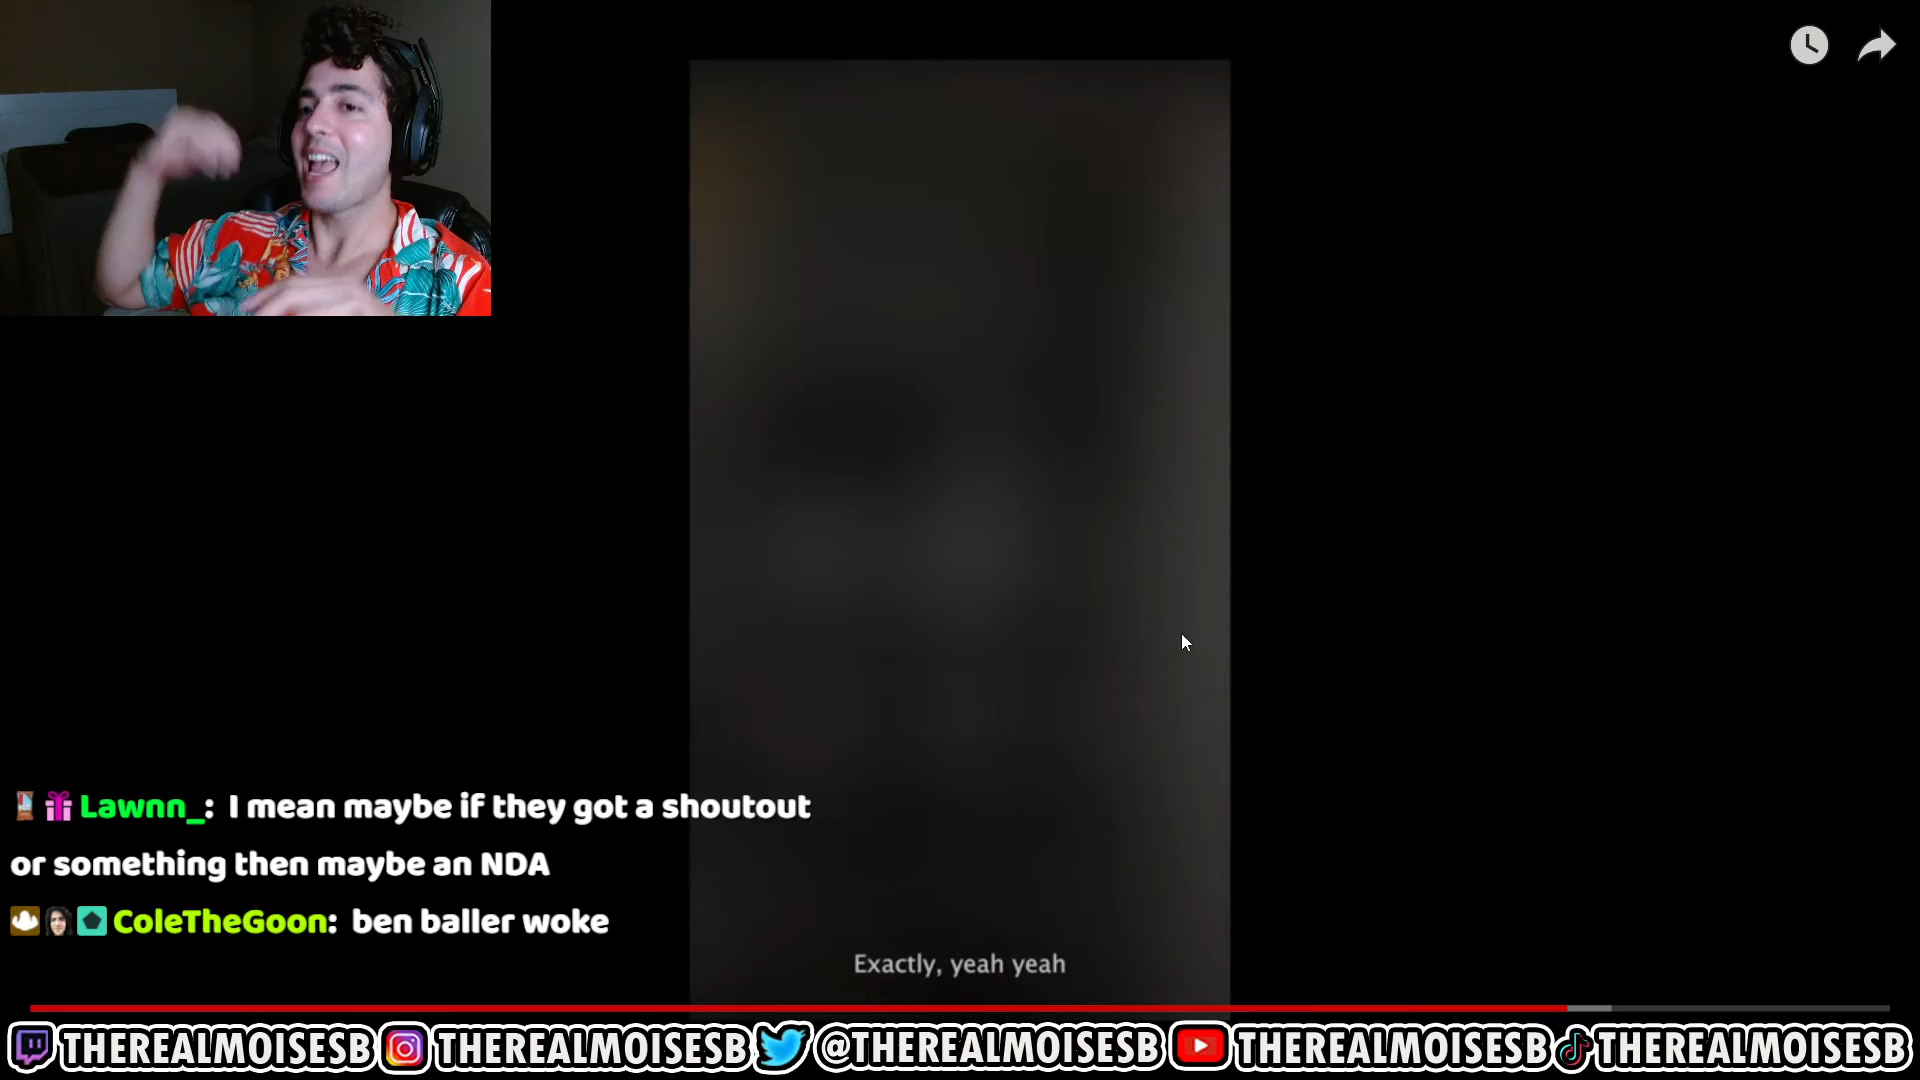 Lawnn_: I mean maybe if they got a shoutout
or something then maybe an NDA
ColeTheGoon: ben baller woke
Exactly, yeah yeah
THEREALMOISESB THEREALMOISESB @THEREALMOISESB THEREALMOISESB THEREALMOISESB